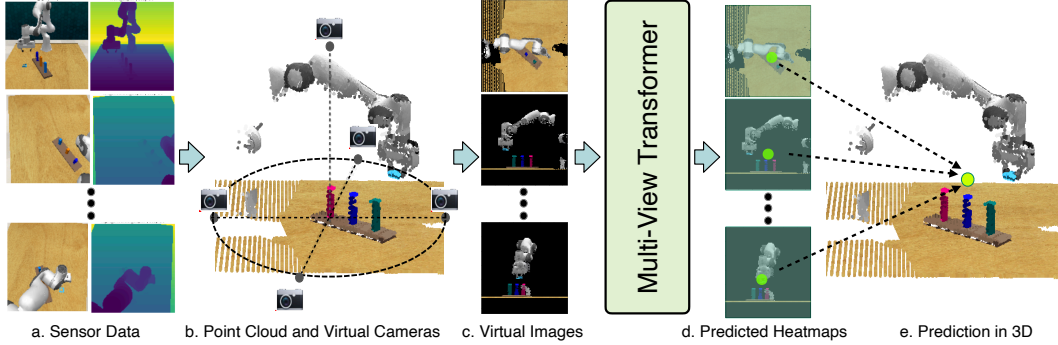 Multi-View Transformer
a. Sensor Data
b. Point Cloud and Virtual Cameras
c. Virtual Images
d. Predicted Heatmaps
e. Prediction in 3D